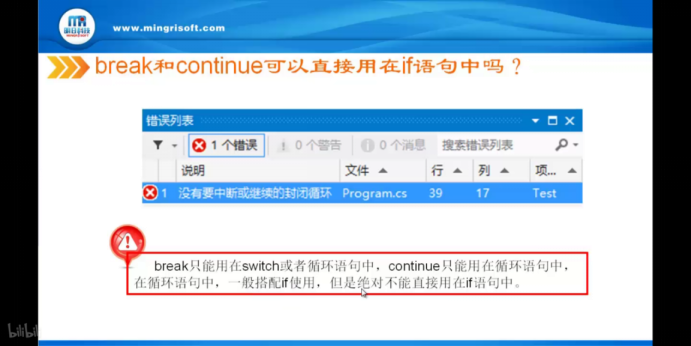 明日科技
www.mingrisoft.com
break和continue可以直接用在if语句中吗？
错误列表
1 个错误 0 个警告 0 个消息 搜索错误列表
说明 文件 行 列 项...
1 没有要中断或继续的封闭循环 Program.cs 39 17 Test
break只能用在switch或者循环语句中，continue只能用在循环语句中，
在循环语句中，一般搭配if使用，但是绝对不能直接用在if语句中。
bilibili